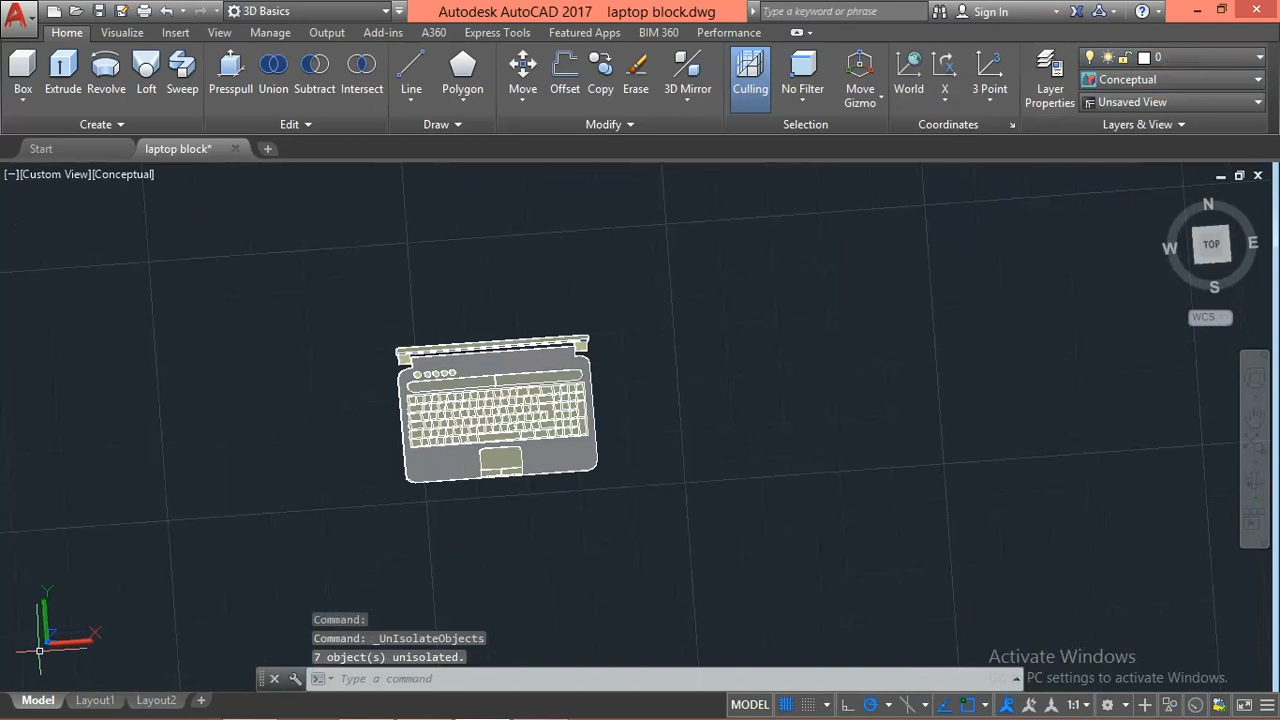 3D Basics
Autodesk AutoCAD 2017 laptop block.dwg
Type a keyword or phrase
Sign In
Home Visualize Insert View Manage Output Add-ins A360 Express Tools Featured Apps BIM 360 Performance
Box Extrude Revolve Loft Sweep
Presspull Union Subtract Intersect
Line Polygon
Move Offset Copy Erase 3D Mirror
Culling No Filter Move Gizmo
World X 3 Point
Layer Properties
0
Conceptual
Unsaved View
Create Edit Draw Modify Selection Coordinates Layers & View
Start laptop block*
[−][Custom View][Conceptual]
N
W TOP E
S
WCS
Y
Z X
Command:
Command: _UnIsolateObjects
7 object(s) unisolated.
Type a command
Activate Windows
PC settings to activate Windows.
Model Layout1 Layout2
MODEL 1:1